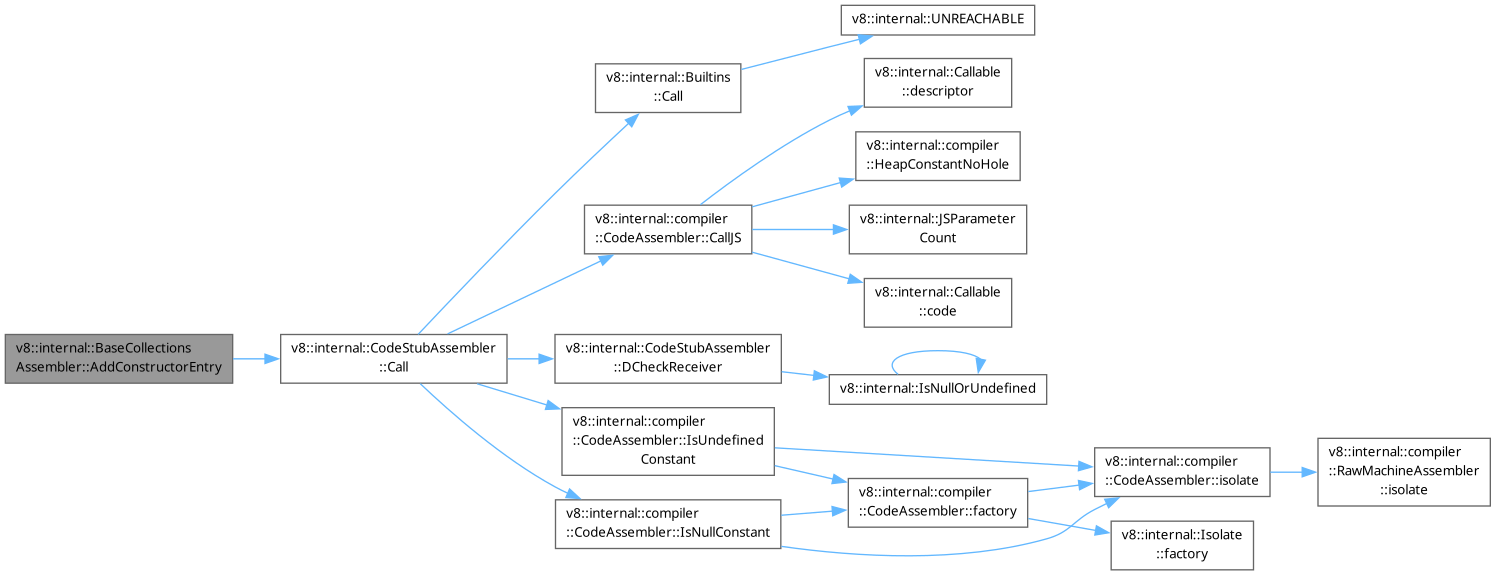 v8::internal::BaseCollections
Assembler::AddConstructorEntry
v8::internal::CodeStubAssembler
::Call
v8::internal::Builtins
::Call
v8::internal::UNREACHABLE
v8::internal::compiler
::CodeAssembler::CallJS
v8::internal::Callable
::descriptor
v8::internal::compiler
::HeapConstantNoHole
v8::internal::JSParameter
Count
v8::internal::Callable
::code
v8::internal::CodeStubAssembler
::DCheckReceiver
v8::internal::IsNullOrUndefined
v8::internal::compiler
::CodeAssembler::IsUndefined
Constant
v8::internal::compiler
::CodeAssembler::IsNullConstant
v8::internal::compiler
::CodeAssembler::factory
v8::internal::compiler
::CodeAssembler::isolate
v8::internal::Isolate
::factory
v8::internal::compiler
::RawMachineAssembler
::isolate